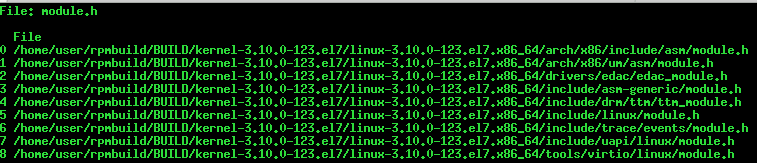 File: module.h
File
0 /home/user/rpmbuild/BUILD/kernel-3.10.0-123.el7/linux-3.10.0-123.el7.x86_64/arch/x86/include/asm/module.h
1 /home/user/rpmbuild/BUILD/kernel-3.10.0-123.el7/linux-3.10.0-123.el7.x86_64/arch/x86/um/asm/module.h
2 /home/user/rpmbuild/BUILD/kernel-3.10.0-123.el7/linux-3.10.0-123.el7.x86_64/drivers/edac/edac_module.h
3 /home/user/rpmbuild/BUILD/kernel-3.10.0-123.el7/linux-3.10.0-123.el7.x86_64/include/asm-generic/module.h
4 /home/user/rpmbuild/BUILD/kernel-3.10.0-123.el7/linux-3.10.0-123.el7.x86_64/include/drm/ttm/ttm_module.h
5 /home/user/rpmbuild/BUILD/kernel-3.10.0-123.el7/linux-3.10.0-123.el7.x86_64/include/linux/module.h
6 /home/user/rpmbuild/BUILD/kernel-3.10.0-123.el7/linux-3.10.0-123.el7.x86_64/include/trace/events/module.h
7 /home/user/rpmbuild/BUILD/kernel-3.10.0-123.el7/linux-3.10.0-123.el7.x86_64/include/uapi/linux/module.h
8 /home/user/rpmbuild/BUILD/kernel-3.10.0-123.el7/linux-3.10.0-123.el7.x86_64/tools/virtio/linux/module.h